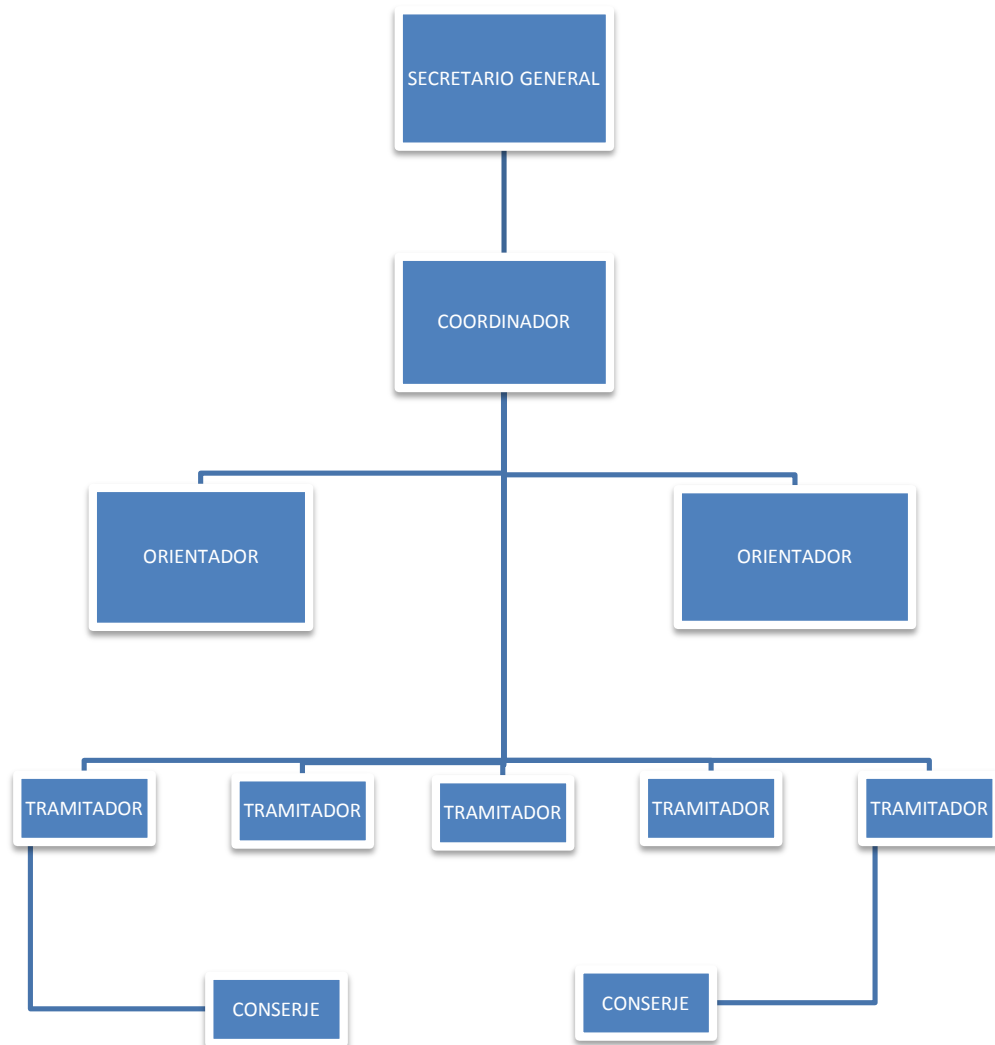 SECRETARIO GENERAL
COORDINADOR
ORIENTADOR
ORIENTADOR
TRAMITADOR
TRAMITADOR
TRAMITADOR
TRAMITADOR
TRAMITADOR
CONSERJE
CONSERJE